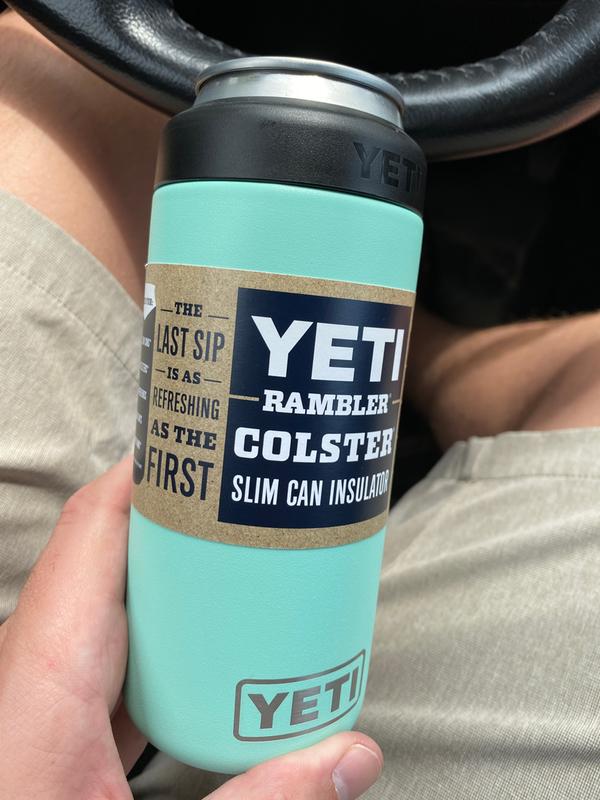 YETI
THE
LAST SIP
IS AS
REFRESHING
AS THE
FIRST
YETI
RAMBLER
COLSTER
SLIM CAN INSULATOR
YETI